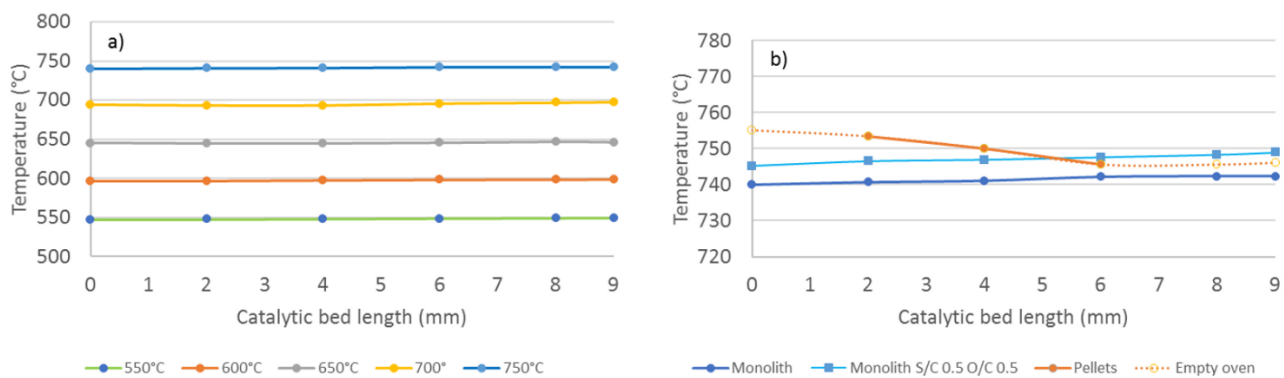 a)
Temperature (°C)
800
750
700
650
600
550
500
0 1 2 3 4 5 6 7 8 9
Catalytic bed length (mm)
550°C 600°C 650°C 700° 750°C
b)
Temperature (°C)
780
770
760
750
740
730
720
0 1 2 3 4 5 6 7 8 9
Catalytic bed length (mm)
Monolith Monolith S/C 0.5 O/C 0.5 Pellets Empty oven